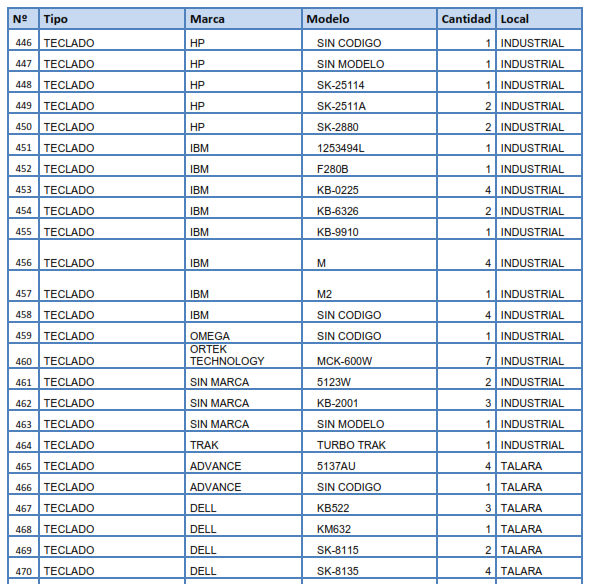 Nº Tipo Marca Modelo Cantidad Local
446 TECLADO HP SIN CODIGO 1 INDUSTRIAL
447 TECLADO HP SIN MODELO 1 INDUSTRIAL
448 TECLADO HP SK-25114 1 INDUSTRIAL
449 TECLADO HP SK-2511A 2 INDUSTRIAL
450 TECLADO HP SK-2880 2 INDUSTRIAL
451 TECLADO IBM 1253494L 1 INDUSTRIAL
452 TECLADO IBM F280B 1 INDUSTRIAL
453 TECLADO IBM KB-0225 4 INDUSTRIAL
454 TECLADO IBM KB-6326 2 INDUSTRIAL
455 TECLADO IBM KB-9910 1 INDUSTRIAL
456 TECLADO IBM M 4 INDUSTRIAL
457 TECLADO IBM M2 1 INDUSTRIAL
458 TECLADO IBM SIN CODIGO 4 INDUSTRIAL
459 TECLADO OMEGA SIN CODIGO 1 INDUSTRIAL
ORTEK
460 TECLADO TECHNOLOGY MCK-600W 7 INDUSTRIAL
461 TECLADO SIN MARCA 5123W 2 INDUSTRIAL
462 TECLADO SIN MARCA KB-2001 3 INDUSTRIAL
463 TECLADO SIN MARCA SIN MODELO 1 INDUSTRIAL
464 TECLADO TRAK TURBO TRAK 1 INDUSTRIAL
465 TECLADO ADVANCE 5137AU 4 TALARA
466 TECLADO ADVANCE SIN CODIGO 1 TALARA
467 TECLADO DELL KB522 3 TALARA
468 TECLADO DELL KM632 1 TALARA
469 TECLADO DELL SK-8115 2 TALARA
470 TECLADO DELL SK-8135 4 TALARA